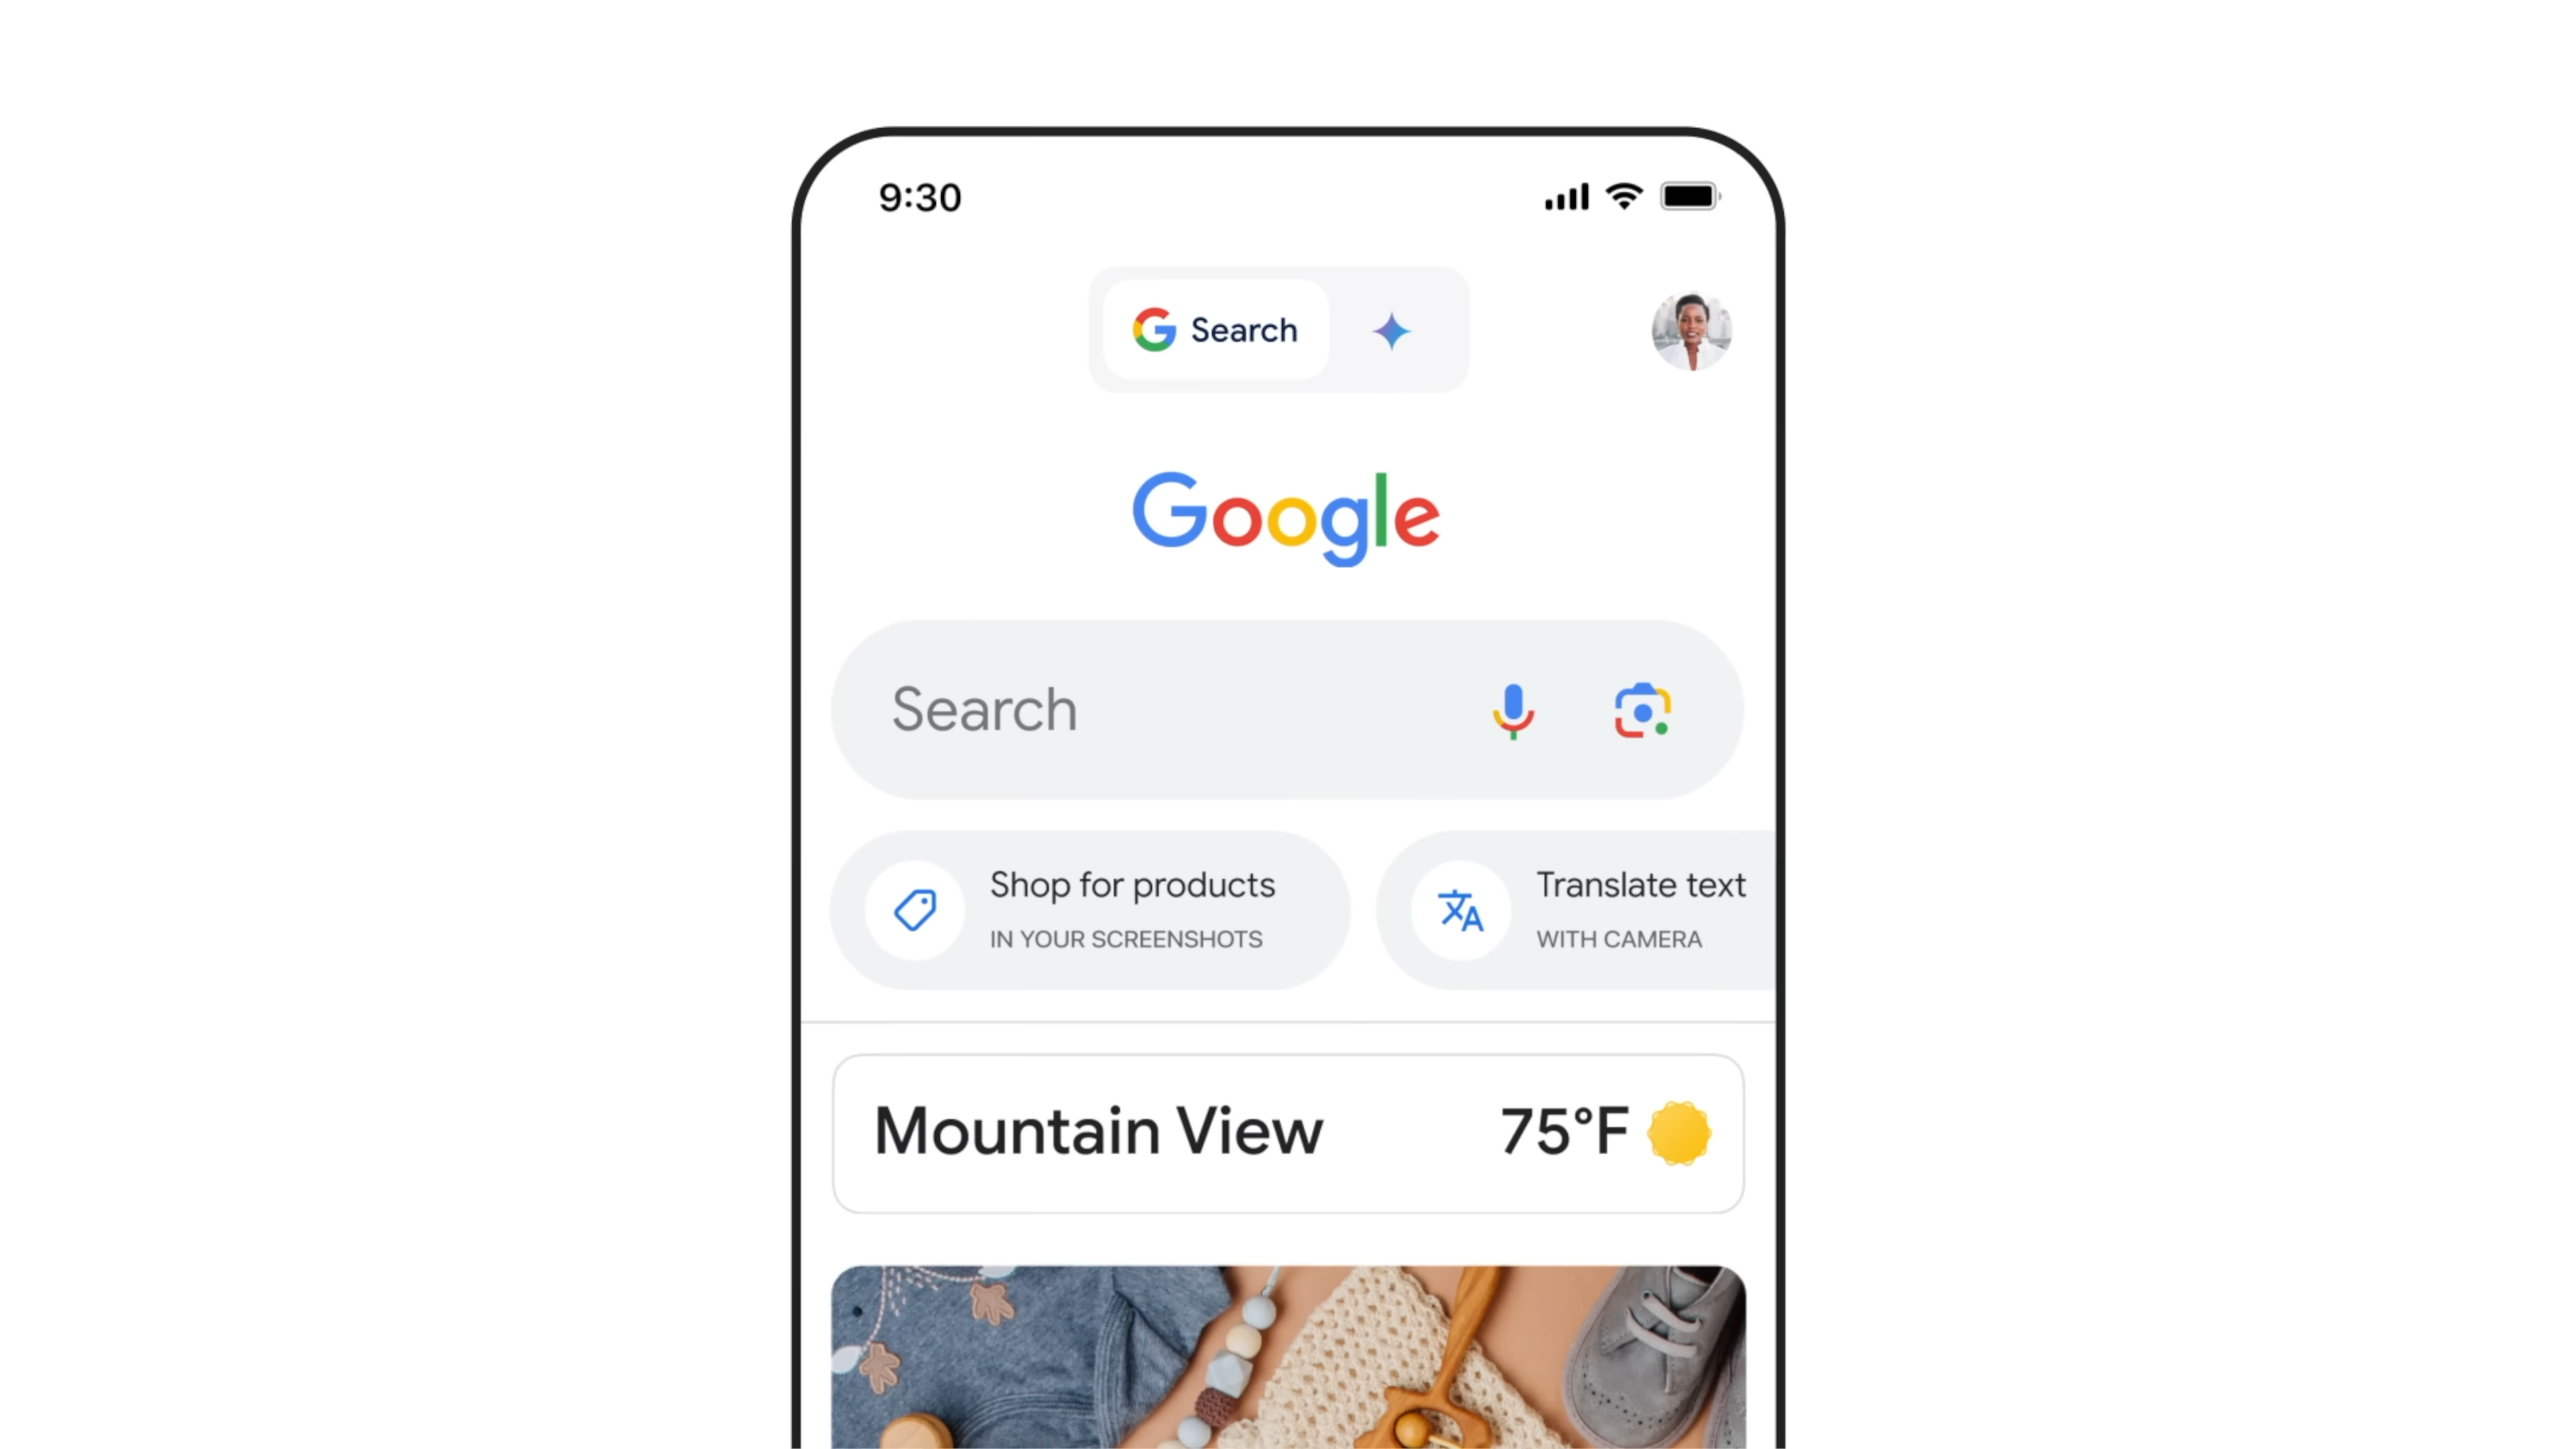 9:30
Search
Google
Search
Shop for products
IN YOUR SCREENSHOTS
Translate text
WITH CAMERA
Mountain View 75°F